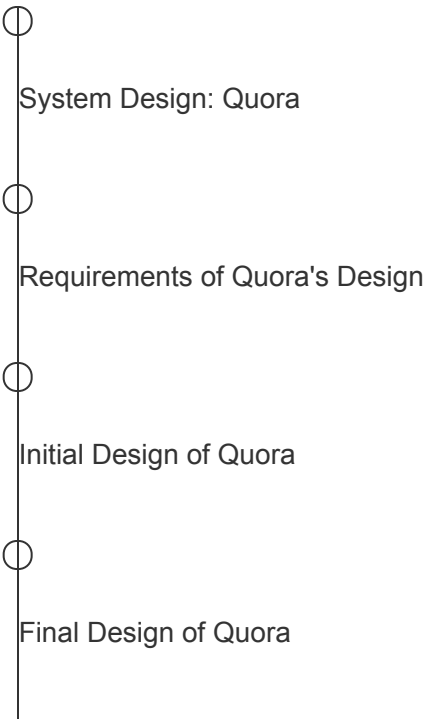 System Design: Quora
Requirements of Quora's Design
Initial Design of Quora
Final Design of Quora